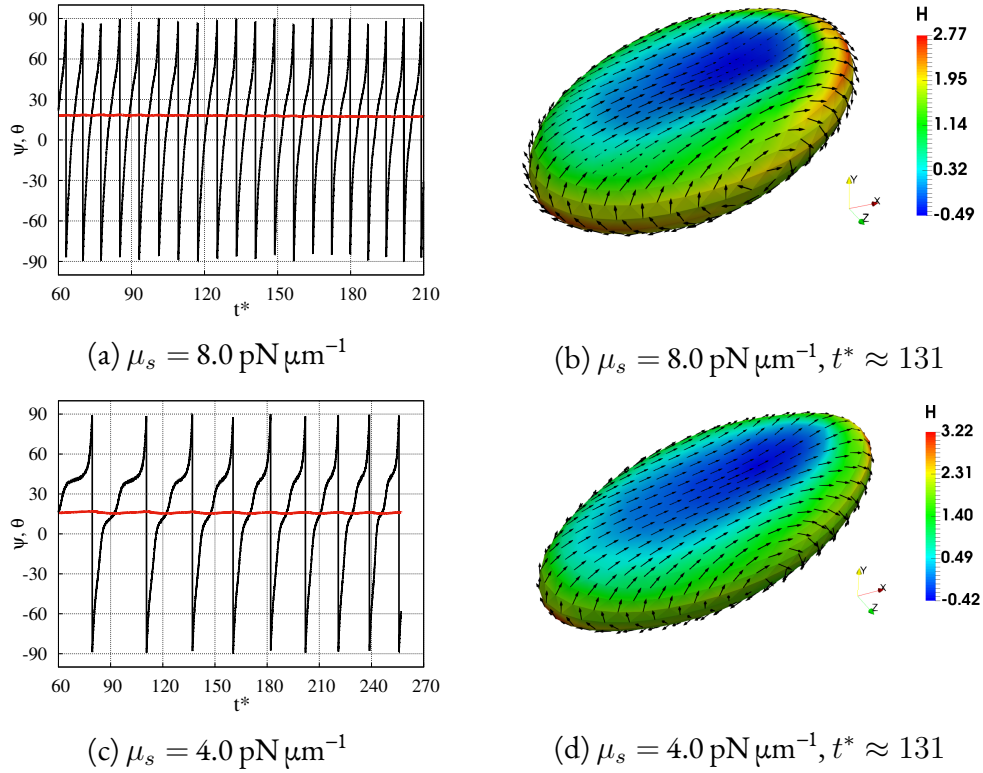 90
60
30
0
-30
-60
-90
ψ, θ
60 90 120 150 180 210
t*
H
2.77
1.95
1.14
0.32
-0.49
Y
X
Z
(a) μₛ = 8.0 pN μm⁻¹
(b) μₛ = 8.0 pN μm⁻¹, t* ≈ 131
90
60
30
0
-30
-60
-90
ψ, θ
60 90 120 150 180 210 240 270
t*
H
3.22
2.31
1.40
0.49
-0.42
Y
X
Z
(c) μₛ = 4.0 pN μm⁻¹
(d) μₛ = 4.0 pN μm⁻¹, t* ≈ 131